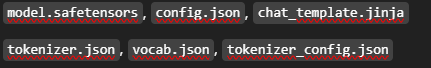 model.safetensors, config.json, chat_template.jinja
tokenizer.json, vocab.json, tokenizer_config.json